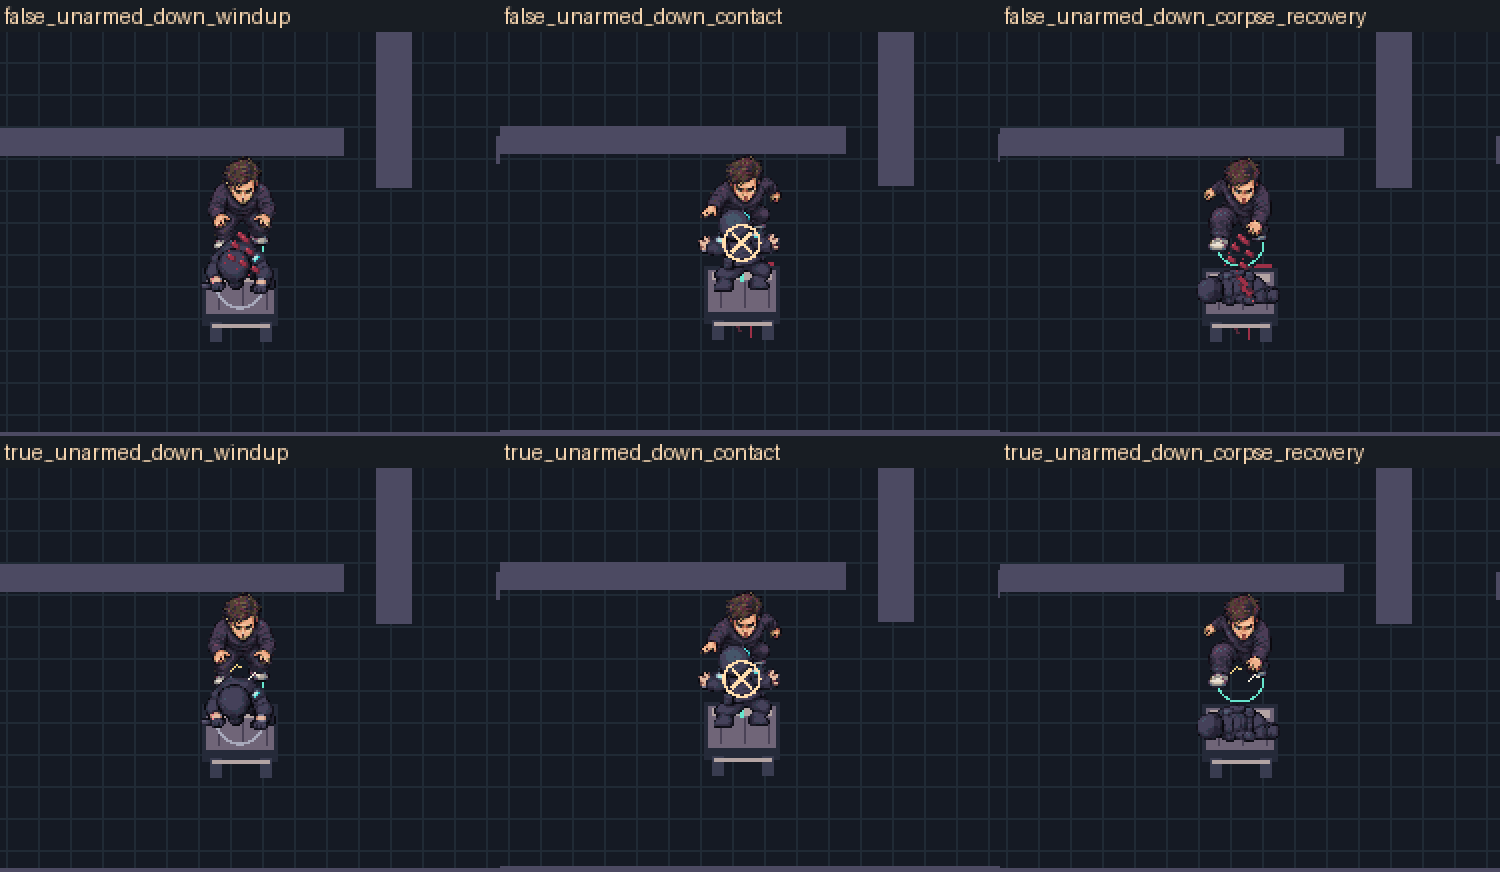 false_unarmed_down_windup
false_unarmed_down_contact
false_unarmed_down_corpse_recovery
true_unarmed_down_windup
true_unarmed_down_contact
true_unarmed_down_corpse_recovery